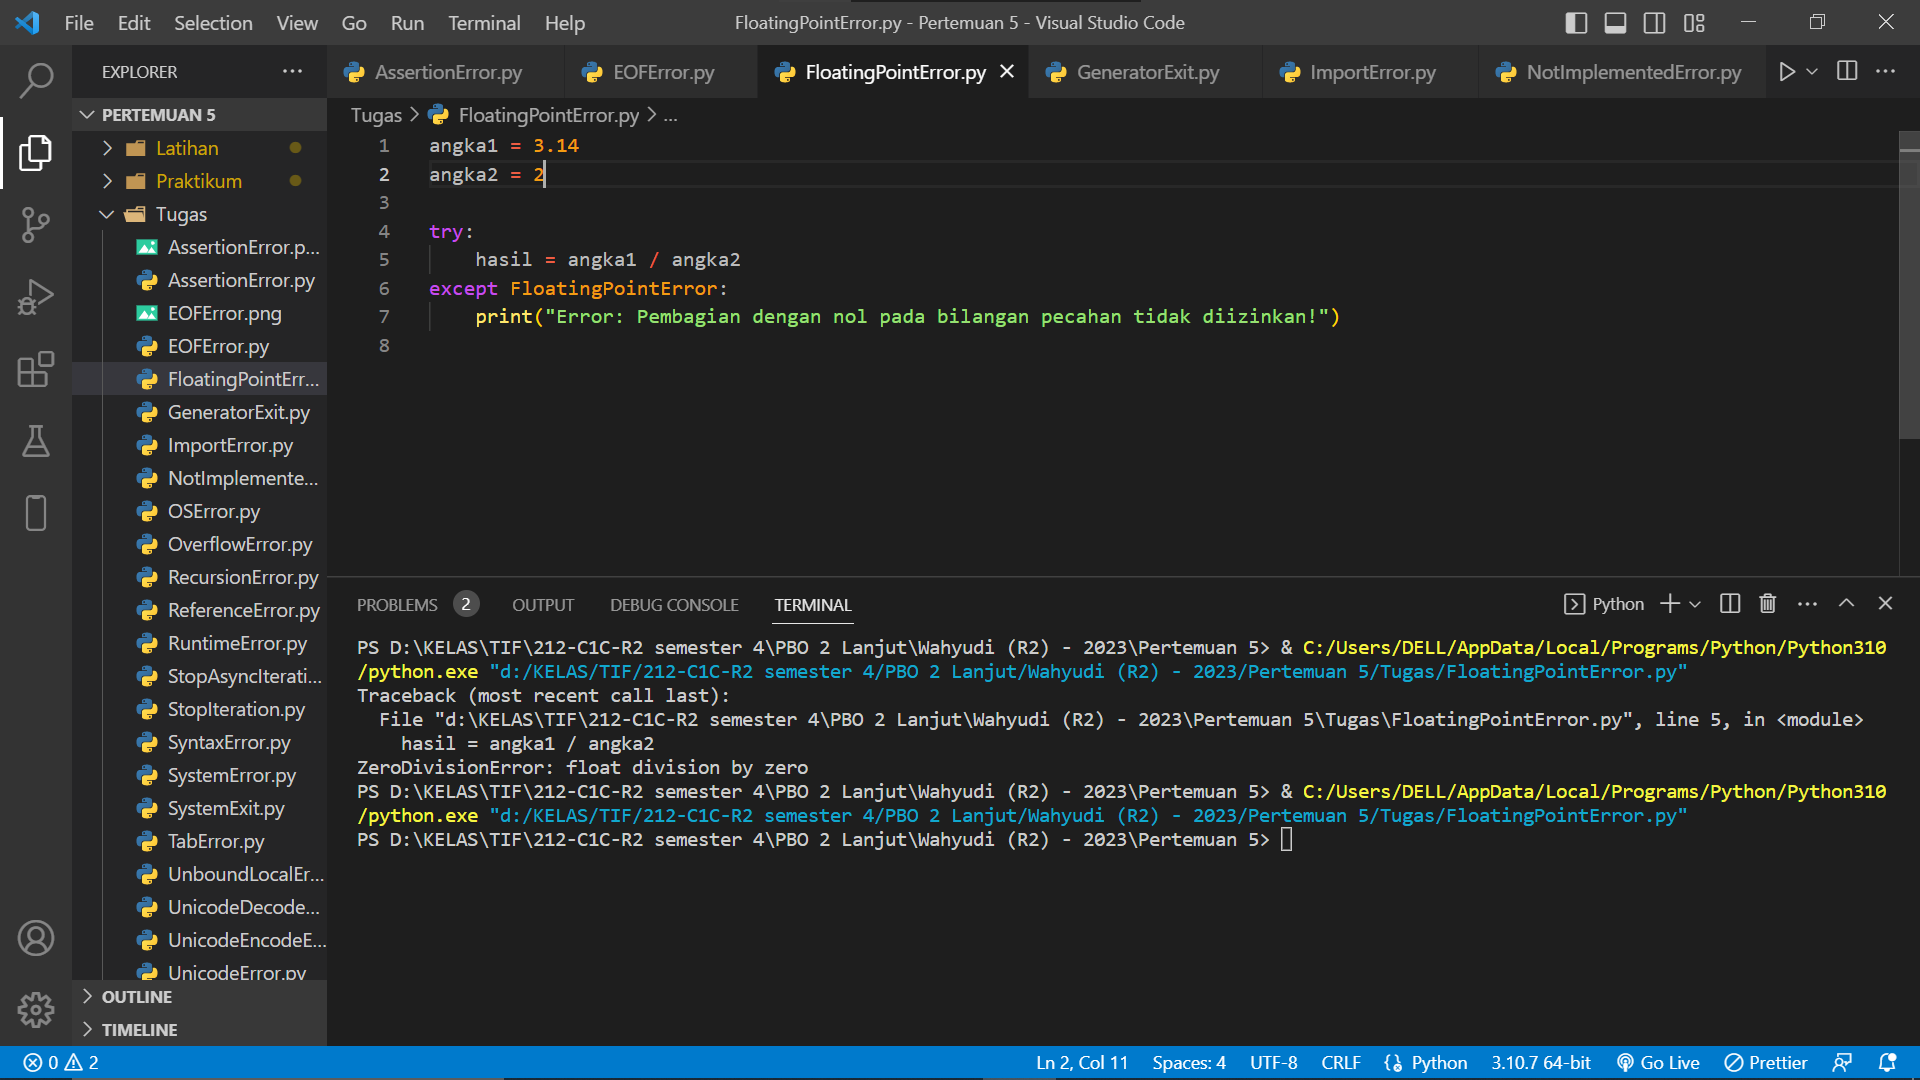 File Edit Selection View Go Run Terminal Help
FloatingPointError.py - Pertemuan 5 - Visual Studio Code
EXPLORER
AssertionError.py
EOFError.py
FloatingPointError.py
GeneratorExit.py
ImportError.py
NotImplementedError.py
PERTEMUAN 5
Latihan
Praktikum
Tugas
AssertionError.p...
AssertionError.py
EOFError.png
EOFError.py
FloatingPointErr...
GeneratorExit.py
ImportError.py
NotImplemente...
OSError.py
OverflowError.py
RecursionError.py
ReferenceError.py
RuntimeError.py
StopAsyncIterati...
StopIteration.py
SyntaxError.py
SystemError.py
SystemExit.py
TabError.py
UnboundLocalEr...
UnicodeDecode...
UnicodeEncodeE...
UnicodeError.py
OUTLINE
TIMELINE
Tugas > FloatingPointError.py > ...
1 angka1 = 3.14
2 angka2 = 2
3
4 try:
5     hasil = angka1 / angka2
6 except FloatingPointError:
7     print("Error: Pembagian dengan nol pada bilangan pecahan tidak diizinkan!")
8
PROBLEMS 2 OUTPUT DEBUG CONSOLE TERMINAL
Python
PS D:\KELAS\TIF\212-C1C-R2 semester 4\PBO 2 Lanjut\Wahyudi (R2) - 2023\Pertemuan 5> & C:/Users/DELL/AppData/Local/Programs/Python/Python310
/python.exe "d:/KELAS/TIF/212-C1C-R2 semester 4/PBO 2 Lanjut/Wahyudi (R2) - 2023/Pertemuan 5/Tugas/FloatingPointError.py"
Traceback (most recent call last):
  File "d:\KELAS\TIF\212-C1C-R2 semester 4\PBO 2 Lanjut\Wahyudi (R2) - 2023\Pertemuan 5\Tugas\FloatingPointError.py", line 5, in <module>
    hasil = angka1 / angka2
ZeroDivisionError: float division by zero
PS D:\KELAS\TIF\212-C1C-R2 semester 4\PBO 2 Lanjut\Wahyudi (R2) - 2023\Pertemuan 5> & C:/Users/DELL/AppData/Local/Programs/Python/Python310
/python.exe "d:/KELAS/TIF/212-C1C-R2 semester 4/PBO 2 Lanjut/Wahyudi (R2) - 2023/Pertemuan 5/Tugas/FloatingPointError.py"
PS D:\KELAS\TIF\212-C1C-R2 semester 4\PBO 2 Lanjut\Wahyudi (R2) - 2023\Pertemuan 5>
0 2 Ln 2, Col 11 Spaces: 4 UTF-8 CRLF Python 3.10.7 64-bit Go Live Prettier